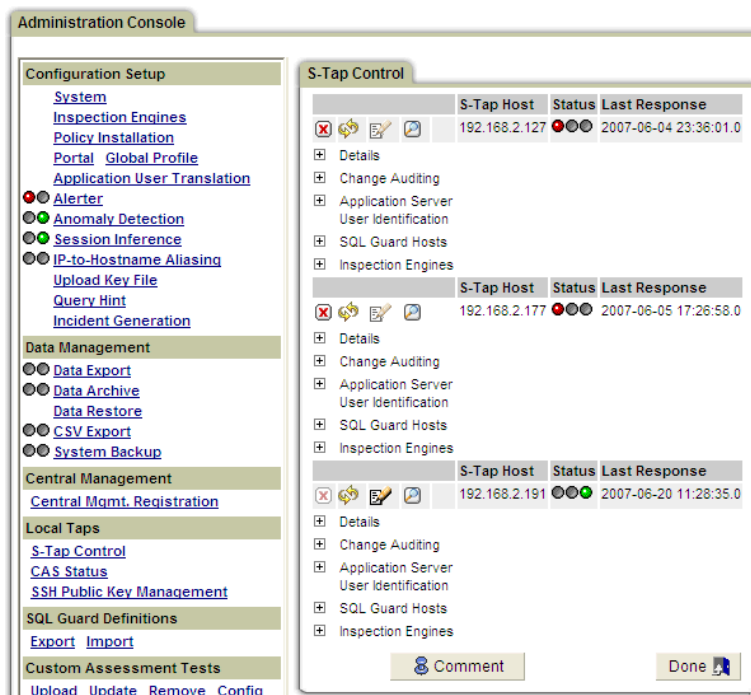 Administration Console
Configuration Setup
System
Inspection Engines
Policy Installation
Portal Global Profile
Application User Translation
Alerter
Anomaly Detection
Session Inference
IP-to-Hostname Aliasing
Upload Key File
Query Hint
Incident Generation
Data Management
Data Export
Data Archive
Data Restore
CSV Export
System Backup
Central Management
Central Mgmt. Registration
Local Taps
S-Tap Control
CAS Status
SSH Public Key Management
SQL Guard Definitions
Export Import
Custom Assessment Tests
Upload Update Remove Config
S-Tap Control
S-Tap Host Status Last Response
192.168.2.127 2007-06-04 23:36:01.0
Details
Change Auditing
Application Server
User Identification
SQL Guard Hosts
Inspection Engines
S-Tap Host Status Last Response
192.168.2.177 2007-06-05 17:26:58.0
Details
Change Auditing
Application Server
User Identification
SQL Guard Hosts
Inspection Engines
S-Tap Host Status Last Response
192.168.2.191 2007-06-20 11:28:35.0
Details
Change Auditing
Application Server
User Identification
SQL Guard Hosts
Inspection Engines
Comment Done